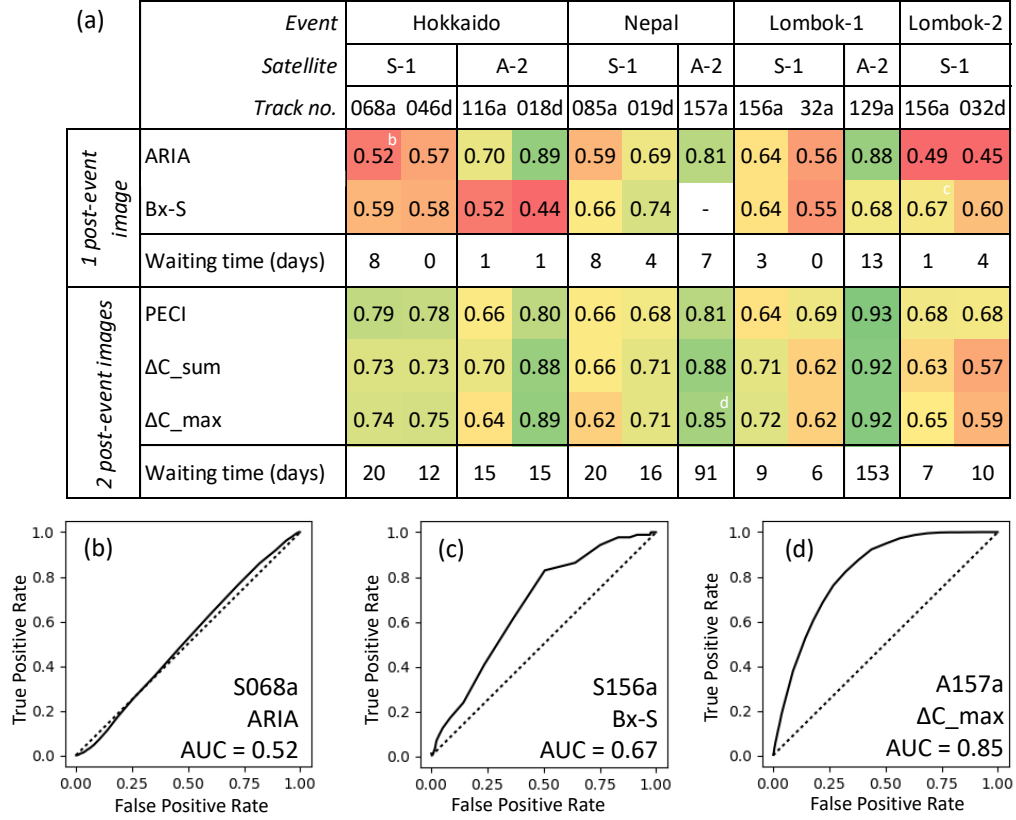 (a) Event Hokkaido Nepal Lombok-1 Lombok-2
Satellite S-1 A-2 S-1 A-2 S-1 A-2 S-1
Track no. 068a 046d 116a 018d 085a 019d 157a 156a 32a 129a 156a 032d
1 post-event image
ARIA 0.52 b 0.57 0.70 0.89 0.59 0.69 0.81 0.64 0.56 0.88 0.49 0.45
Bx-S 0.59 0.58 0.52 0.44 0.66 0.74 - 0.64 0.55 0.68 0.67 c 0.60
Waiting time (days) 8 0 1 1 8 4 7 3 0 13 1 4
2 post-event images
PECI 0.79 0.78 0.66 0.80 0.66 0.68 0.81 0.64 0.69 0.93 0.68 0.68
ΔC_sum 0.73 0.73 0.70 0.88 0.66 0.71 0.88 0.71 0.62 0.92 0.63 0.57
ΔC_max 0.74 0.75 0.64 0.89 0.62 0.71 0.85 d 0.72 0.62 0.92 0.65 0.59
Waiting time (days) 20 12 15 15 20 16 91 9 6 153 7 10
(b)
True Positive Rate
1.0
0.8
0.6
0.4
0.2
0.0
S068a
ARIA
AUC = 0.52
0.00 0.25 0.50 0.75 1.00
False Positive Rate
(c)
True Positive Rate
1.0
0.8
0.6
0.4
0.2
0.0
S156a
Bx-S
AUC = 0.67
0.00 0.25 0.50 0.75 1.00
False Positive Rate
(d)
True Positive Rate
1.0
0.8
0.6
0.4
0.2
0.0
A157a
ΔC_max
AUC = 0.85
0.00 0.25 0.50 0.75 1.00
False Positive Rate